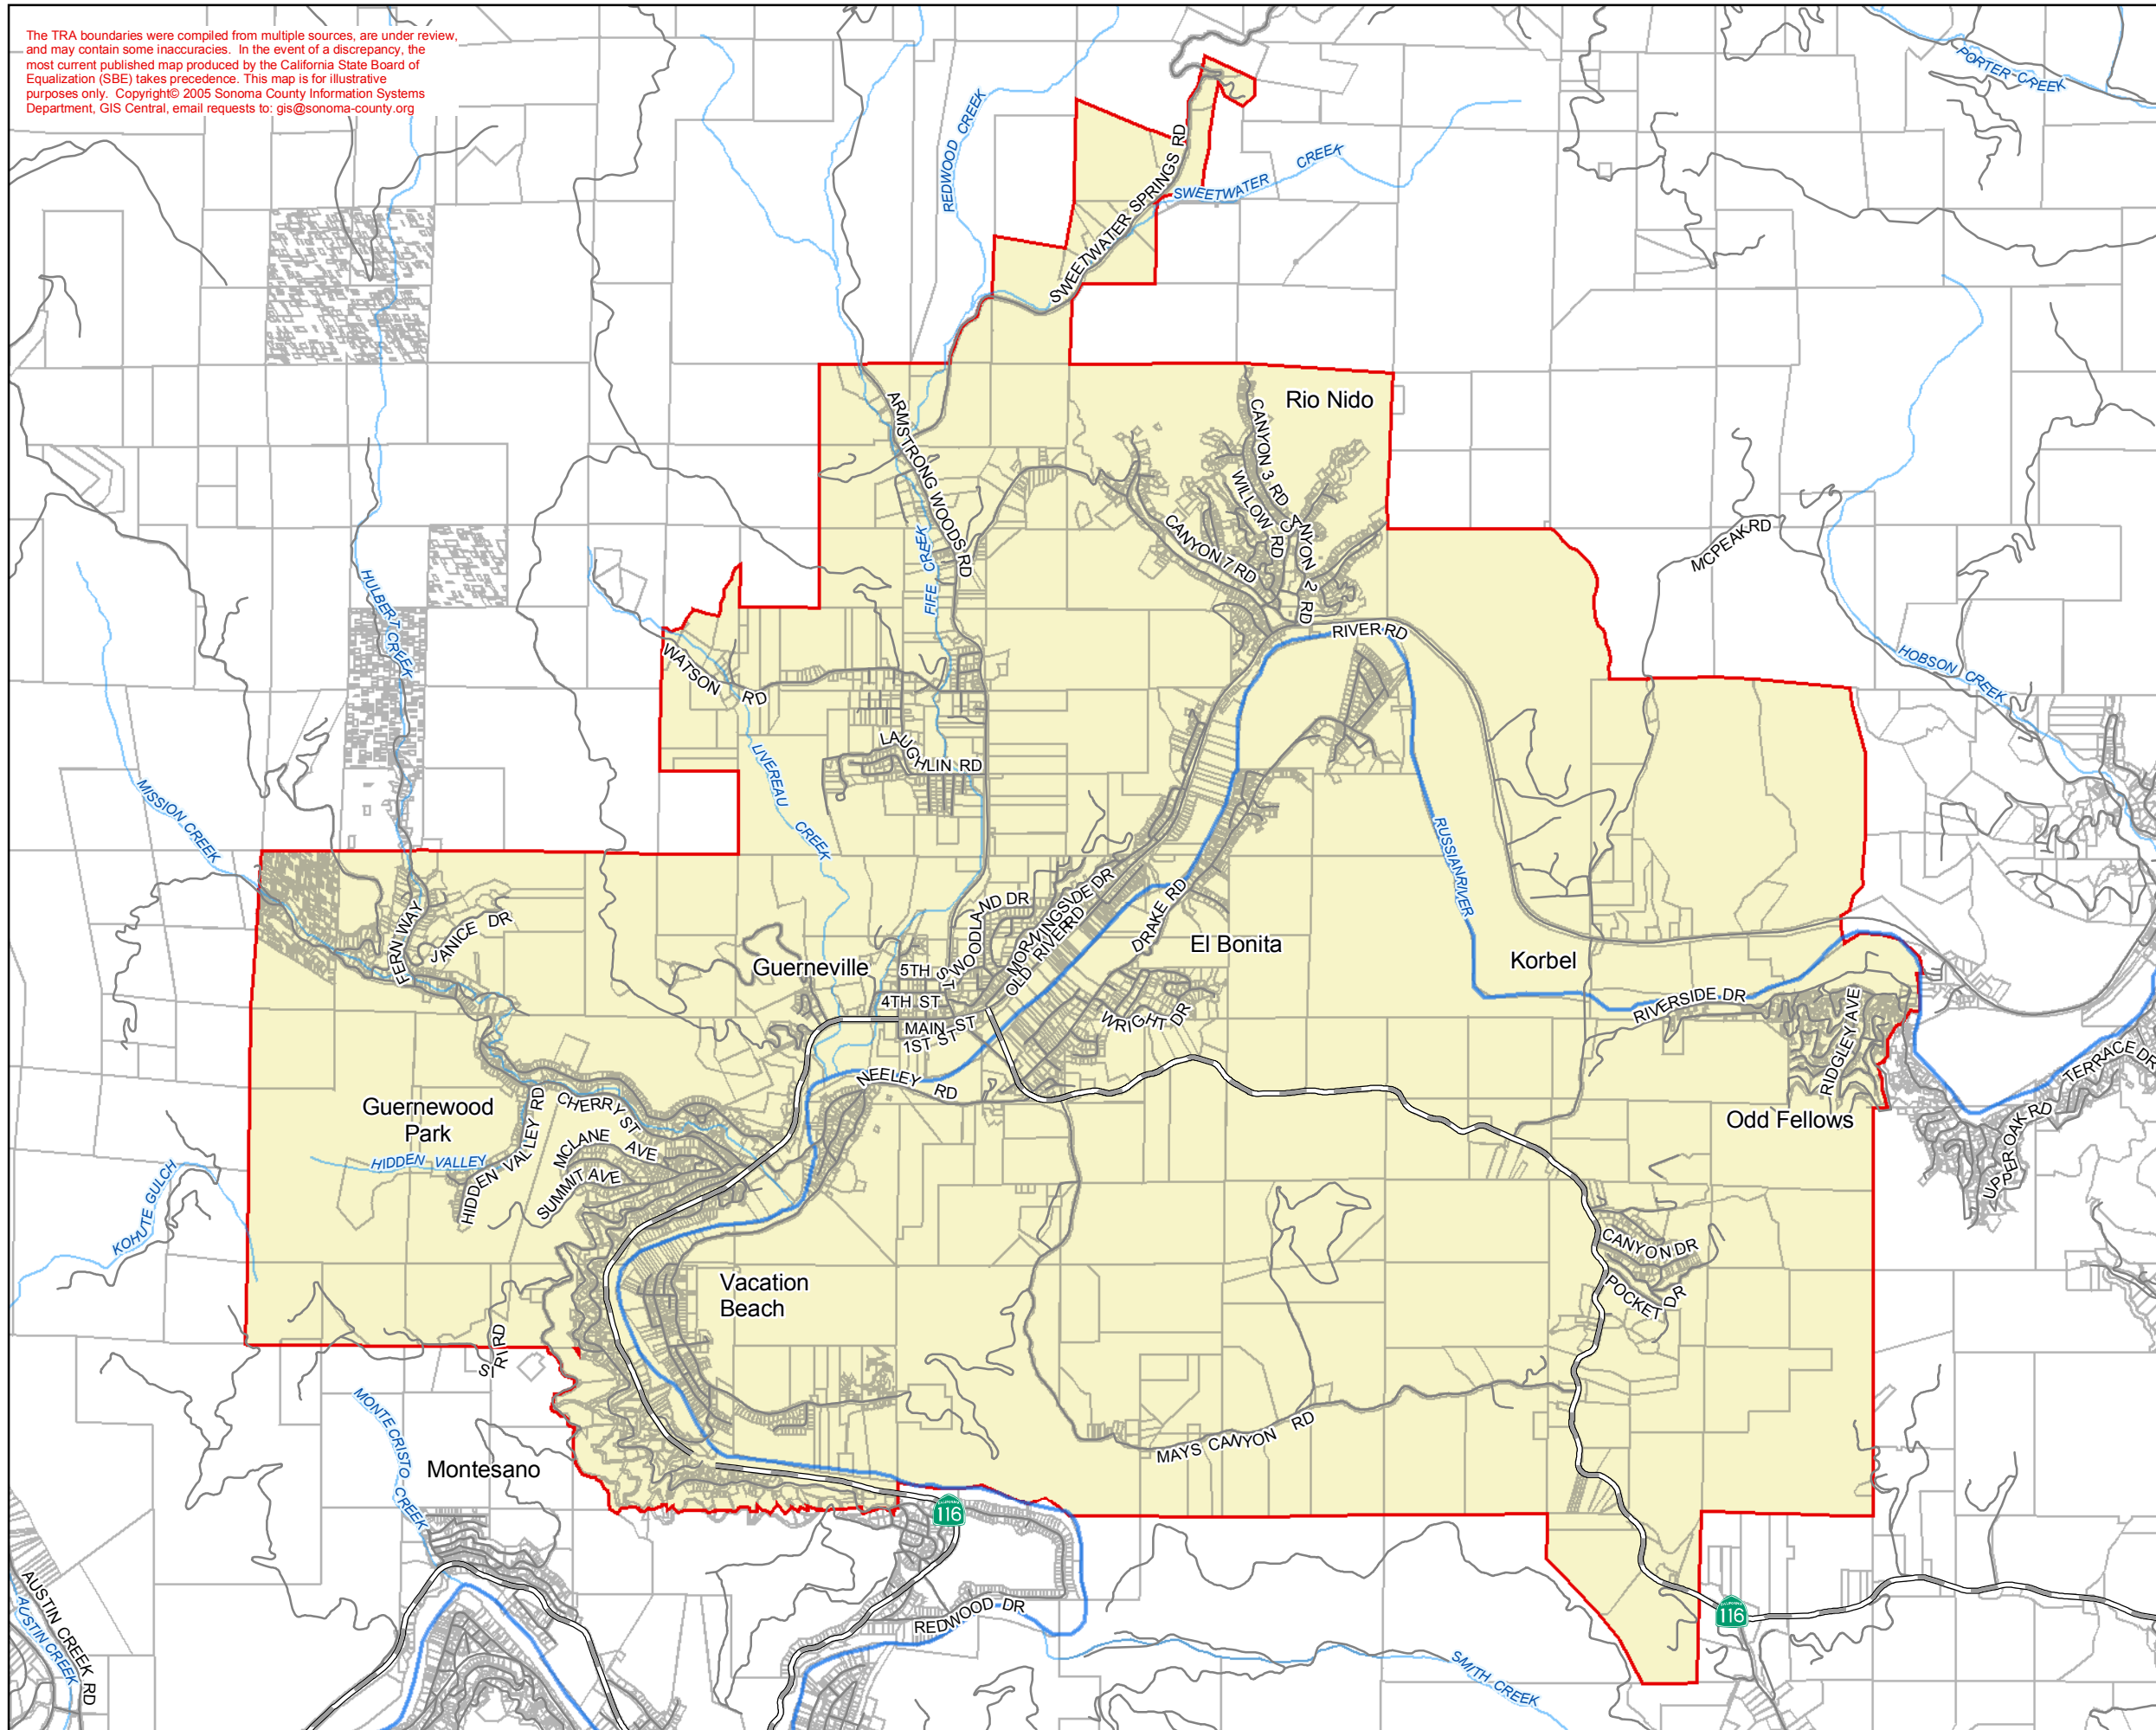 The TRA boundaries were compiled from multiple sources, are under review,
and may contain some inaccuracies. In the event of a discrepancy, the
most current published map produced by the California State Board of
Equalization (SBE) takes precedence. This map is for illustrative
purposes only. Copyright© 2005 Sonoma County Information Systems
Department, GIS Central, email requests to: gis@sonoma-county.org
PORTER CREEK
REDWOOD CREEK
SWEETWATER SPRINGS RD
SWEETWATER CREEK
Rio Nido
ARMSTRONG WOODS RD
CANYON 3 RD
WILLOW RD
CANYON 2 RD
CANYON 7 RD
FIFE CREEK
MCPEAK RD
HULBERT CREEK
RIVER RD
HOBSON CREEK
WATSON RD
LAUGHLIN RD
LIVEREAU CREEK
MISSION CREEK
RUSSIAN RIVER
FERN WAY
JANICE DR
WOODLAND DR
MORNINGSIDE DR
OLD RIVER RD
DRAKE RD
El Bonita
Guerneville
Korbel
5TH ST
4TH ST
MAIN ST
1ST ST
WRIGHT DR
RIVERSIDE DR
RIDGLEY AVE
TERRACE DR
NEELEY RD
Guernewood
Park
CHERRY ST
MCLANE AVE
SUMMIT AVE
HIDDEN VALLEY RD
HIDDEN VALLEY
Odd Fellows
UPPER OAK RD
KOHUTE GULCH
CANYON DR
POCKET DR
Vacation
Beach
SIRI RD
MAYS CANYON RD
MONTECRISTO CREEK
Montesano
116
116
AUSTIN CREEK RD
AUSTIN CREEK
REDWOOD DR
SMITH CREEK